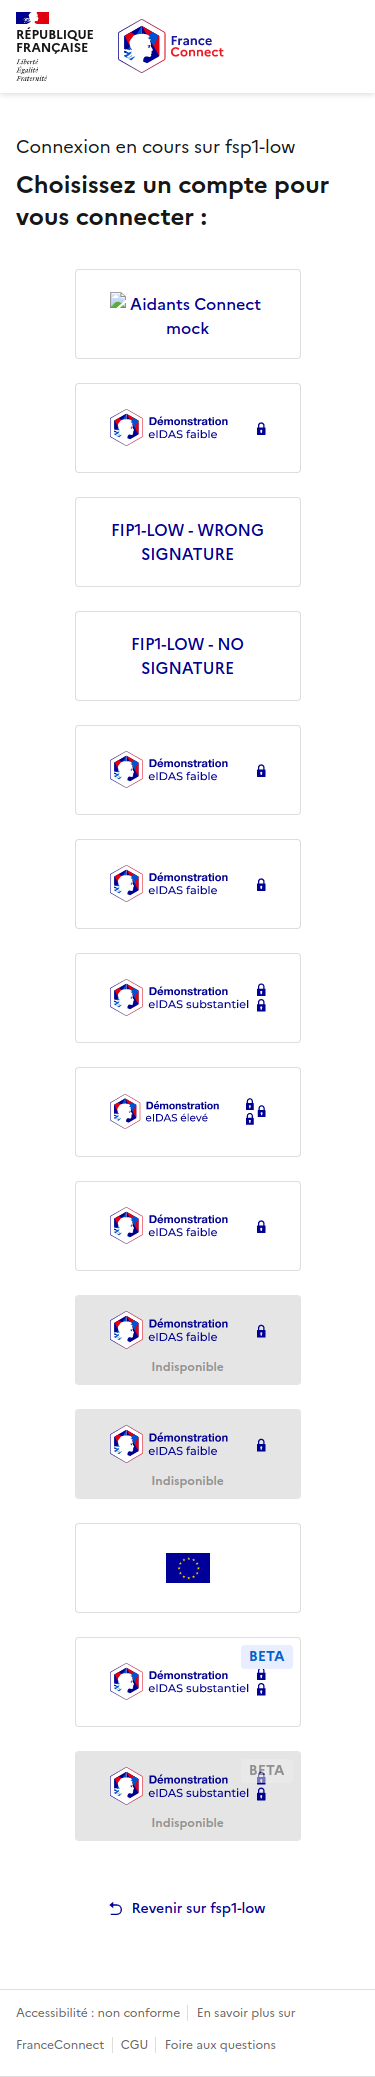 RÉPUBLIQUE
FRANÇAISE
Liberté
Égalité
Fraternité
France
Connect
Connexion en cours sur fsp1-low
Choisissez un compte pour
vous connecter :
Aidants Connect
mock
Démonstration
eIDAS faible
FIP1-LOW - WRONG
SIGNATURE
FIP1-LOW - NO
SIGNATURE
Démonstration
eIDAS faible
Démonstration
eIDAS faible
Démonstration
eIDAS substantiel
Démonstration
eIDAS élevé
Démonstration
eIDAS faible
Démonstration
eIDAS faible
Indisponible
Démonstration
eIDAS faible
Indisponible
BETA
Démonstration
eIDAS substantiel
BETA
Démonstration
eIDAS substantiel
Indisponible
Revenir sur fsp1-low
Accessibilité : non conforme En savoir plus sur
FranceConnect CGU Foire aux questions